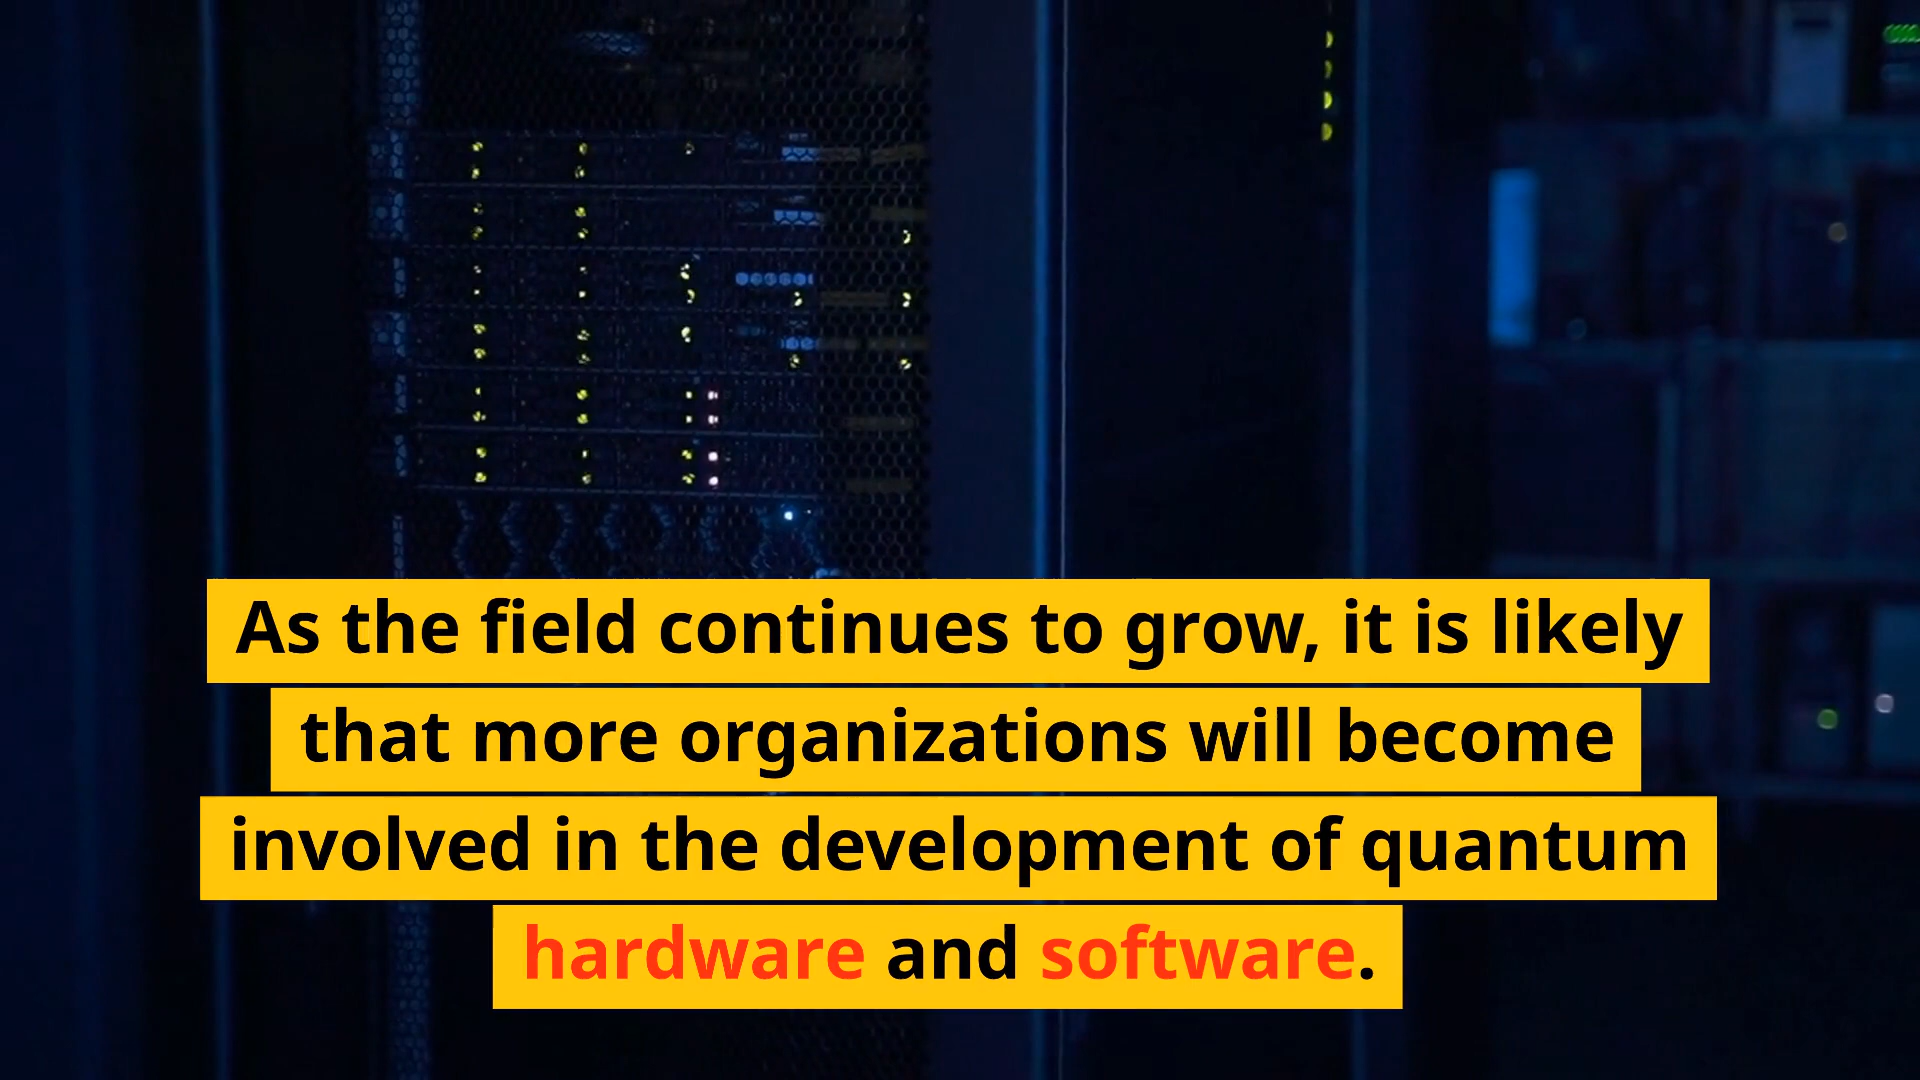 As the field continues to grow, it is likely
that more organizations will become
involved in the development of quantum
hardware and software.